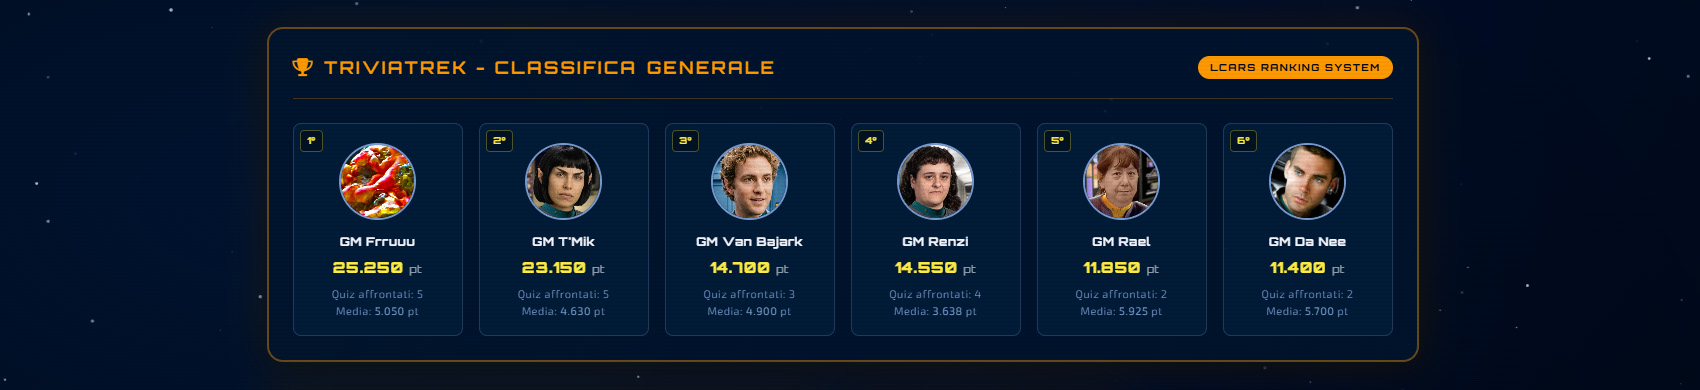 TRIVIATREK - CLASSIFICA GENERALE
LCARS RANKING SYSTEM
1°
GM Frruuu
25.250 pt
Quiz affrontati: 5
Media: 5.050 pt
2°
GM T'Mik
23.150 pt
Quiz affrontati: 5
Media: 4.630 pt
3°
GM Van Bajark
14.700 pt
Quiz affrontati: 3
Media: 4.900 pt
4°
GM Renzi
14.550 pt
Quiz affrontati: 4
Media: 3.638 pt
5°
GM Rael
11.850 pt
Quiz affrontati: 2
Media: 5.925 pt
6°
GM Da Nee
11.400 pt
Quiz affrontati: 2
Media: 5.700 pt